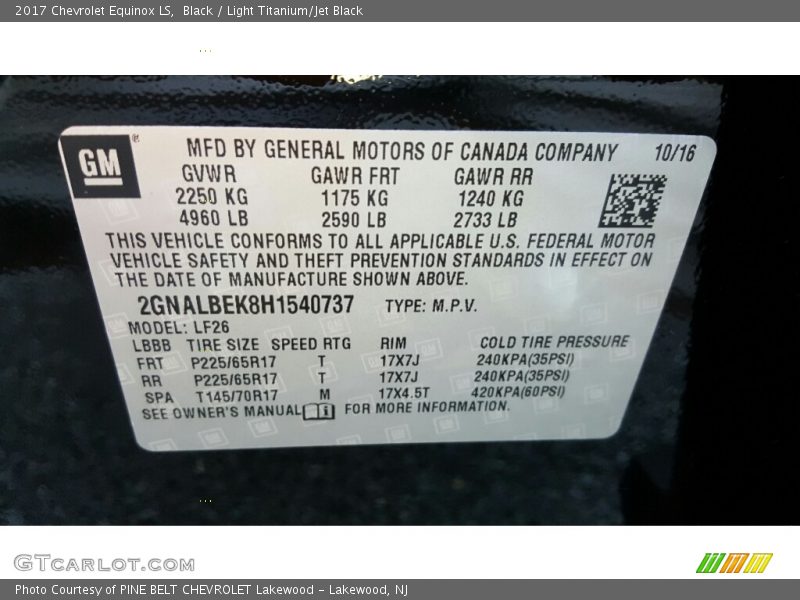 2017 Chevrolet Equinox LS, Black / Light Titanium/Jet Black
GM ® MFD BY GENERAL MOTORS OF CANADA COMPANY 10/16
GVWR GAWR FRT GAWR RR
2250 KG 1175 KG 1240 KG
4960 LB 2590 LB 2733 LB
THIS VEHICLE CONFORMS TO ALL APPLICABLE U.S. FEDERAL MOTOR
VEHICLE SAFETY AND THEFT PREVENTION STANDARDS IN EFFECT ON
THE DATE OF MANUFACTURE SHOWN ABOVE.
2GNALBEK8H1540737 TYPE: M.P.V.
MODEL: LF26
LBBB TIRE SIZE SPEED RTG RIM COLD TIRE PRESSURE
FRT P225/65R17 T 17X7J 240KPA(35PSI)
RR P225/65R17 T 17X7J 240KPA(35PSI)
SPA T145/70R17 M 17X4.5T 420KPA(60PSI)
SEE OWNER'S MANUAL FOR MORE INFORMATION.
GTCARLOT.COM
Photo Courtesy of PINE BELT CHEVROLET Lakewood - Lakewood, NJ